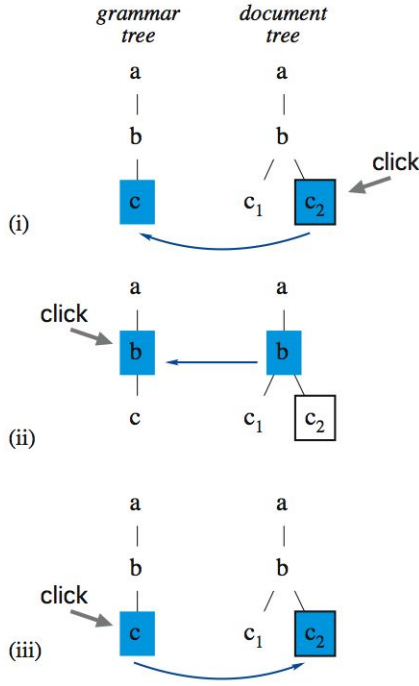 grammar tree document tree
a a
b b
click
c c₁ c₂
(i)
a a
click
b b
c c₁ c₂
(ii)
a a
b b
click
c c₁ c₂
(iii)